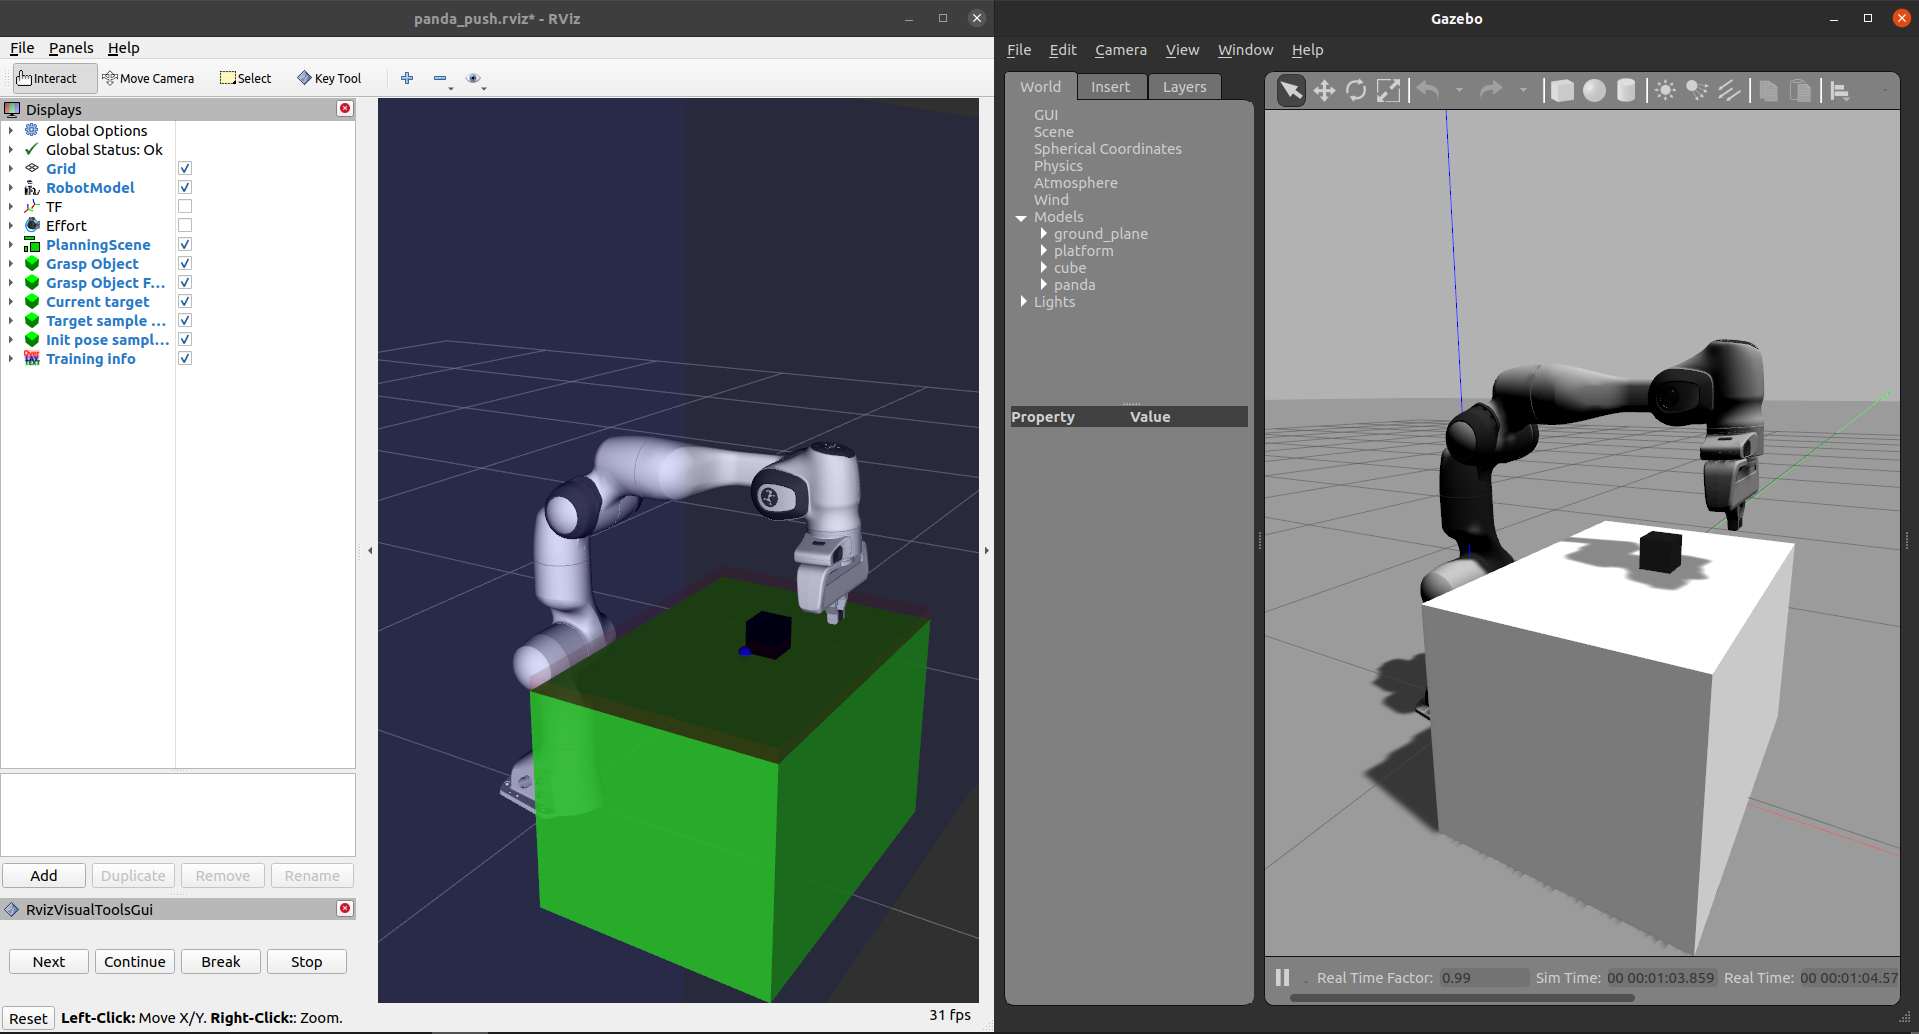 panda_push.rviz* - RViz
File Panels Help
Interact Move Camera Select Key Tool
Displays
Global Options
Global Status: Ok
Grid
RobotModel
TF
Effort
PlanningScene
Grasp Object
Grasp Object F...
Current target
Target sample ...
Init pose sampl...
Training info
Add Duplicate Remove Rename
RvizVisualToolsGui
Next Continue Break Stop
Reset Left-Click: Move X/Y. Right-Click:: Zoom.
31 fps
Gazebo
File Edit Camera View Window Help
World Insert Layers
GUI
Scene
Spherical Coordinates
Physics
Atmosphere
Wind
Models
ground_plane
platform
cube
panda
Lights
Property Value
Real Time Factor: 0.99 Sim Time: 00 00:01:03.859 Real Time: 00 00:01:04.57